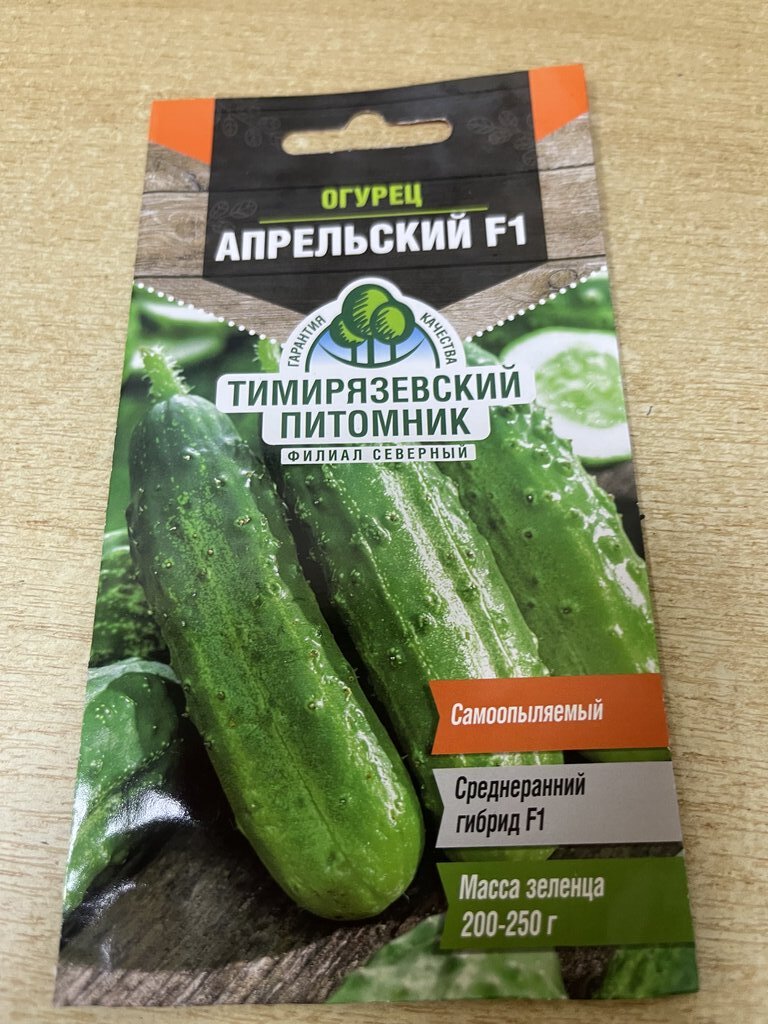 ОГУРЕЦ
АПРЕЛЬСКИЙ F1
ГАРАНТИЯ КАЧЕСТВА
ТИМИРЯЗЕВСКИЙ
ПИТОМНИК
ФИЛИАЛ СЕВЕРНЫЙ
Самоопыляемый
Среднеранний
гибрид F1
Масса зеленца
200-250 г